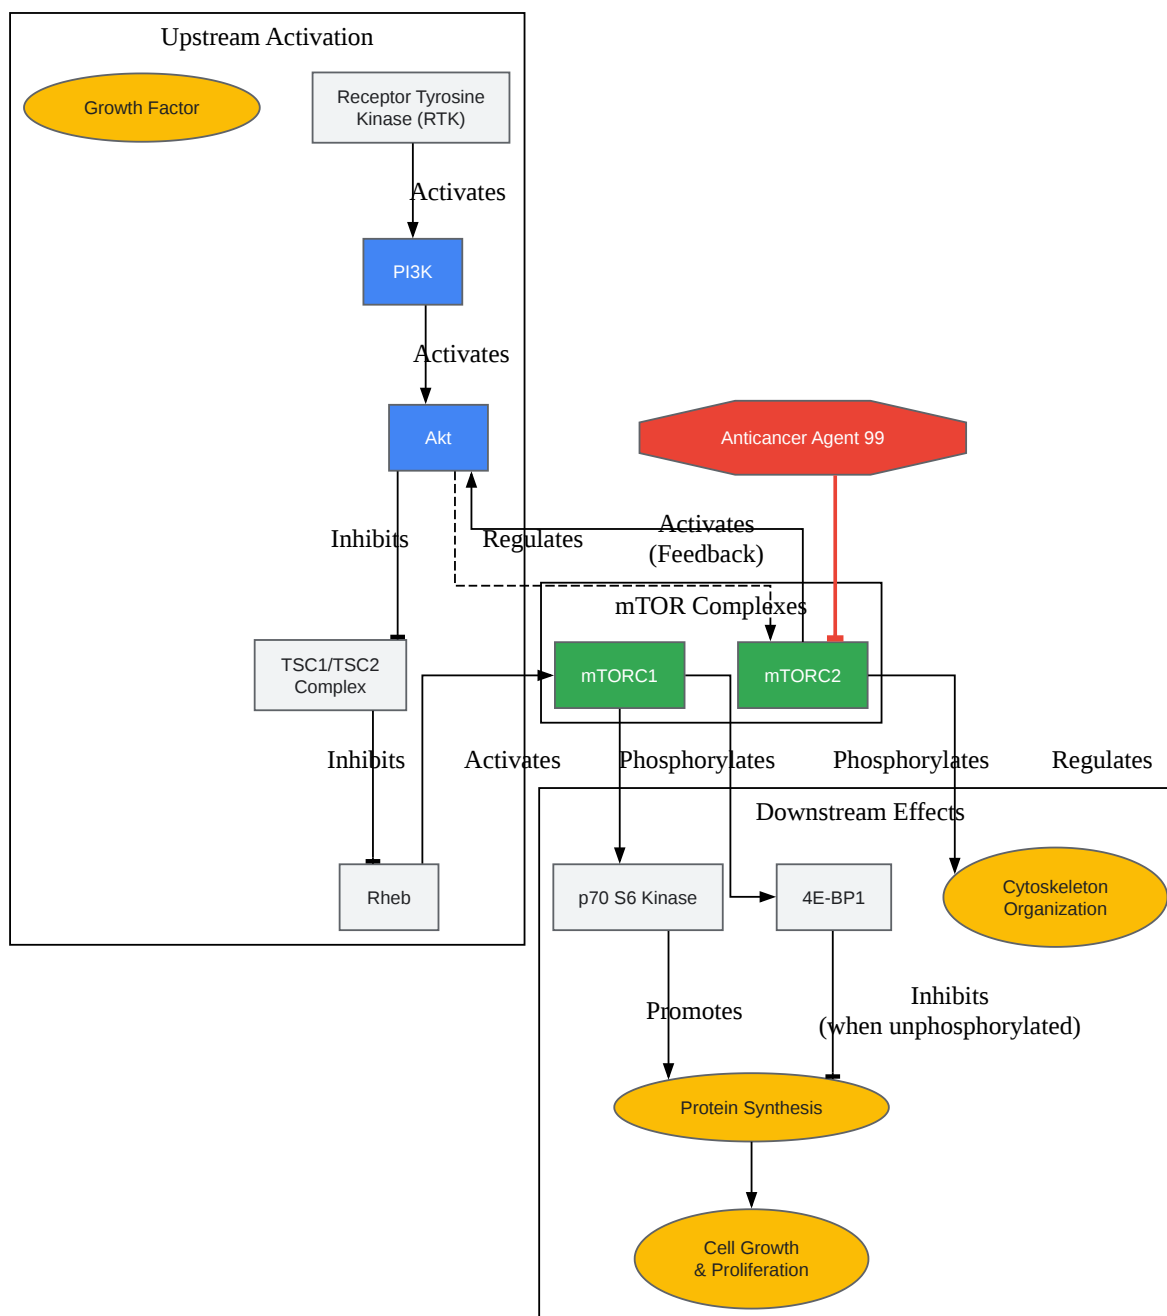 Upstream Activation
Growth Factor
Receptor Tyrosine
Kinase (RTK)
Activates
PI3K
Activates
Akt
Anticancer Agent 99
Inhibits
Regulates
Activates
(Feedback)
mTOR Complexes
TSC1/TSC2
Complex
mTORC1
mTORC2
Inhibits
Activates
Phosphorylates
Phosphorylates
Regulates
Downstream Effects
Rheb
p70 S6 Kinase
4E-BP1
Cytoskeleton
Organization
Promotes
Inhibits
(when unphosphorylated)
Protein Synthesis
Cell Growth
& Proliferation